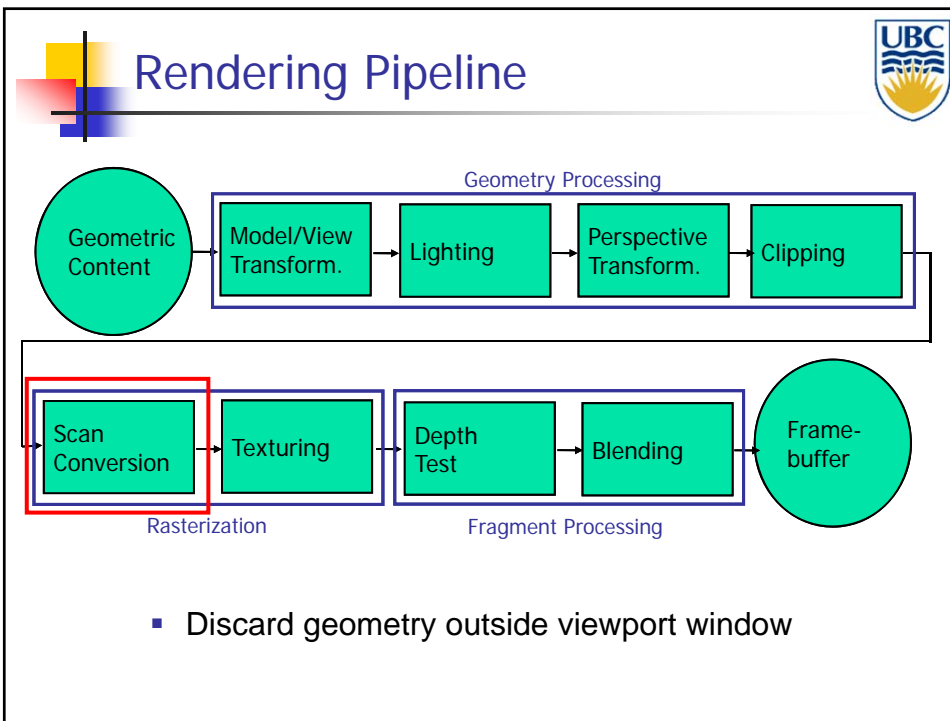 Rendering Pipeline
UBC
Geometry Processing
Geometric
Content
Model/View
Transform.
Lighting
Perspective
Transform.
Clipping
Scan
Conversion
Texturing
Depth
Test
Blending
Frame-
buffer
Rasterization
Fragment Processing
▪ Discard geometry outside viewport window